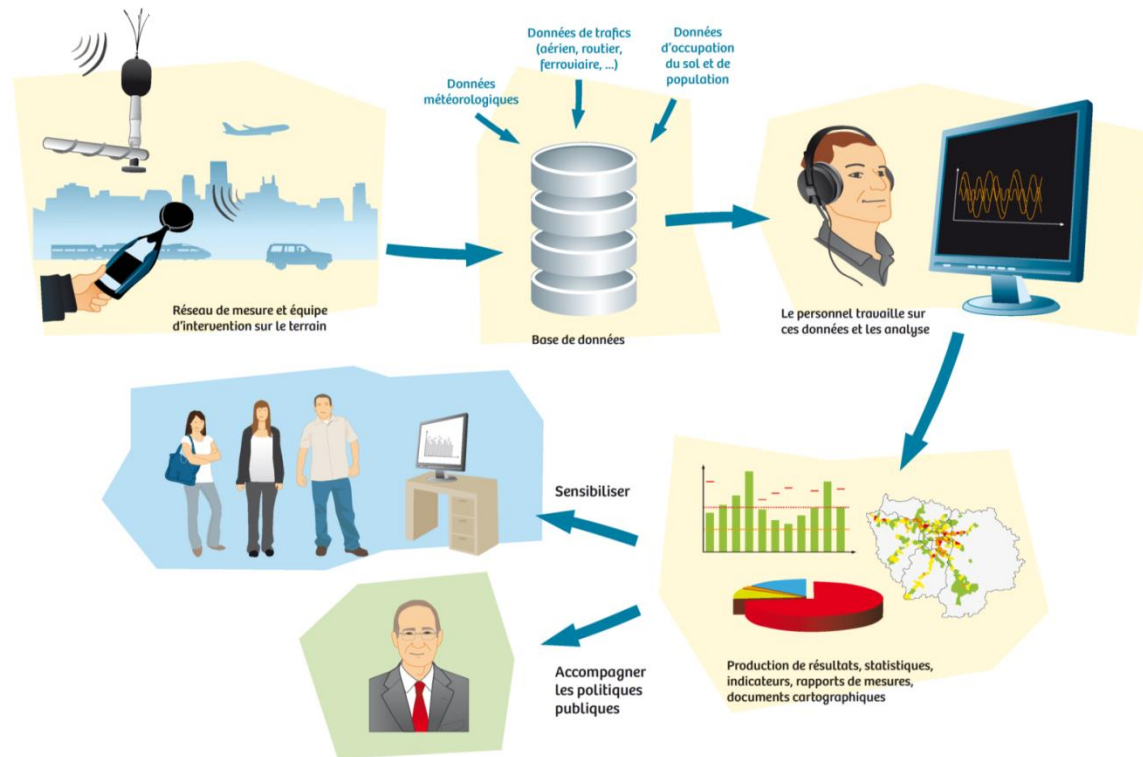 Données de trafics
(aérien, routier,
ferroviaire, ...)
Données
d'occupation
du sol et de
population
Données
météorologiques
Réseau de mesure et équipe
d'intervention sur le terrain
Base de données
Le personnel travaille sur
ces données et les analyse
Sensibiliser
Accompagner
les politiques
publiques
Production de résultats, statistiques,
indicateurs, rapports de mesures,
documents cartographiques